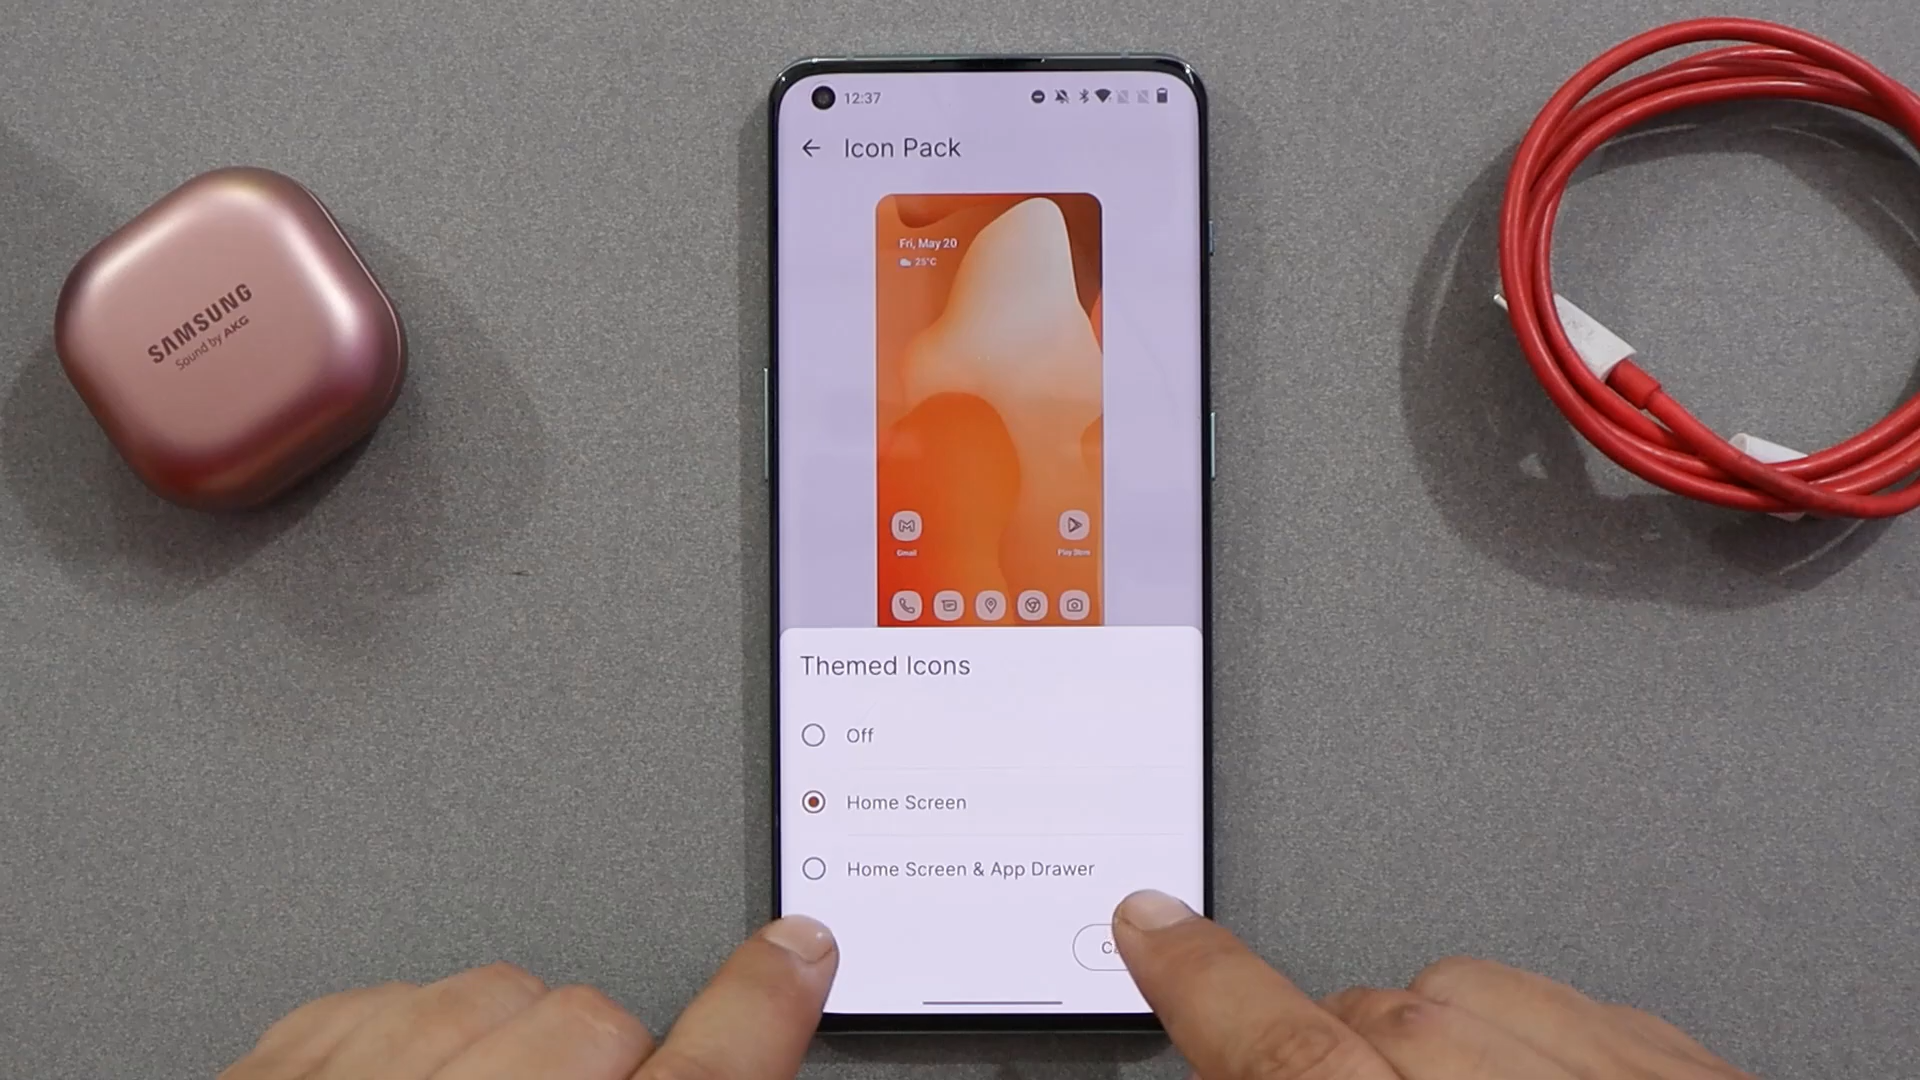 SAMSUNG
Sound by AKG
12:37
Icon Pack
Fri, May 20
25°C
Gmail
Play Store
Themed Icons
Off
Home Screen
Home Screen & App Drawer